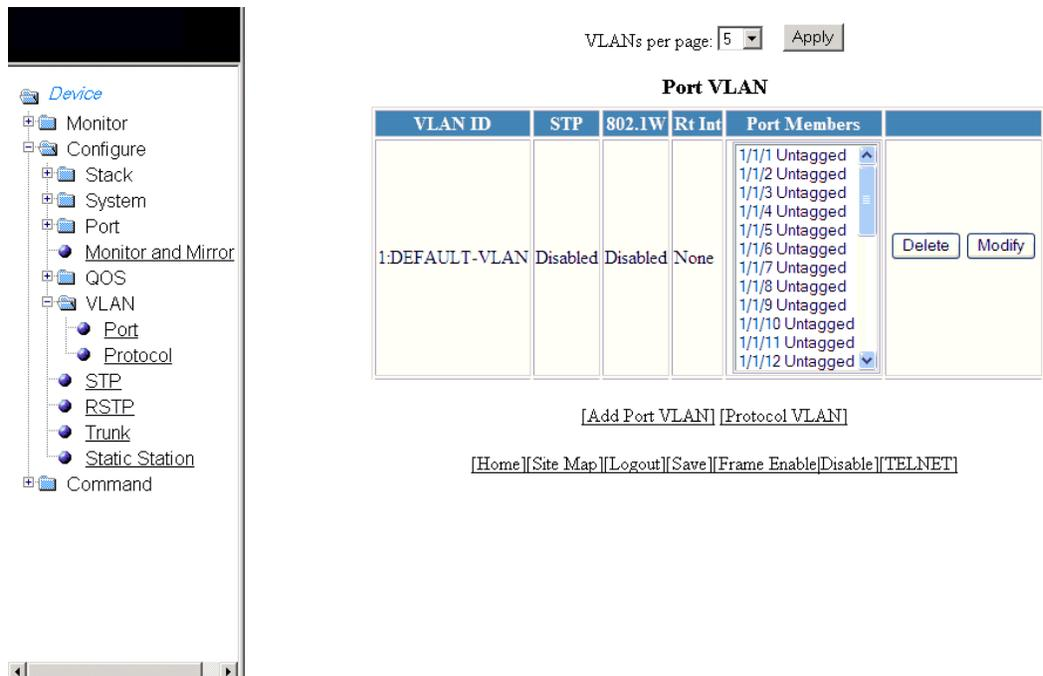 Device
Monitor
Configure
Stack
System
Port
Monitor and Mirror
QOS
VLAN
Port
Protocol
STP
RSTP
Trunk
Static Station
Command
VLANs per page: 5 Apply
Port VLAN
VLAN ID STP 802.1W Rt Int Port Members
1:DEFAULT-VLAN Disabled Disabled None
1/1/1 Untagged
1/1/2 Untagged
1/1/3 Untagged
1/1/4 Untagged
1/1/5 Untagged
1/1/6 Untagged
1/1/7 Untagged
1/1/8 Untagged
1/1/9 Untagged
1/1/10 Untagged
1/1/11 Untagged
1/1/12 Untagged
Delete Modify
[Add Port VLAN] [Protocol VLAN]
[Home][Site Map][Logout][Save][Frame Enable|Disable][TELNET]